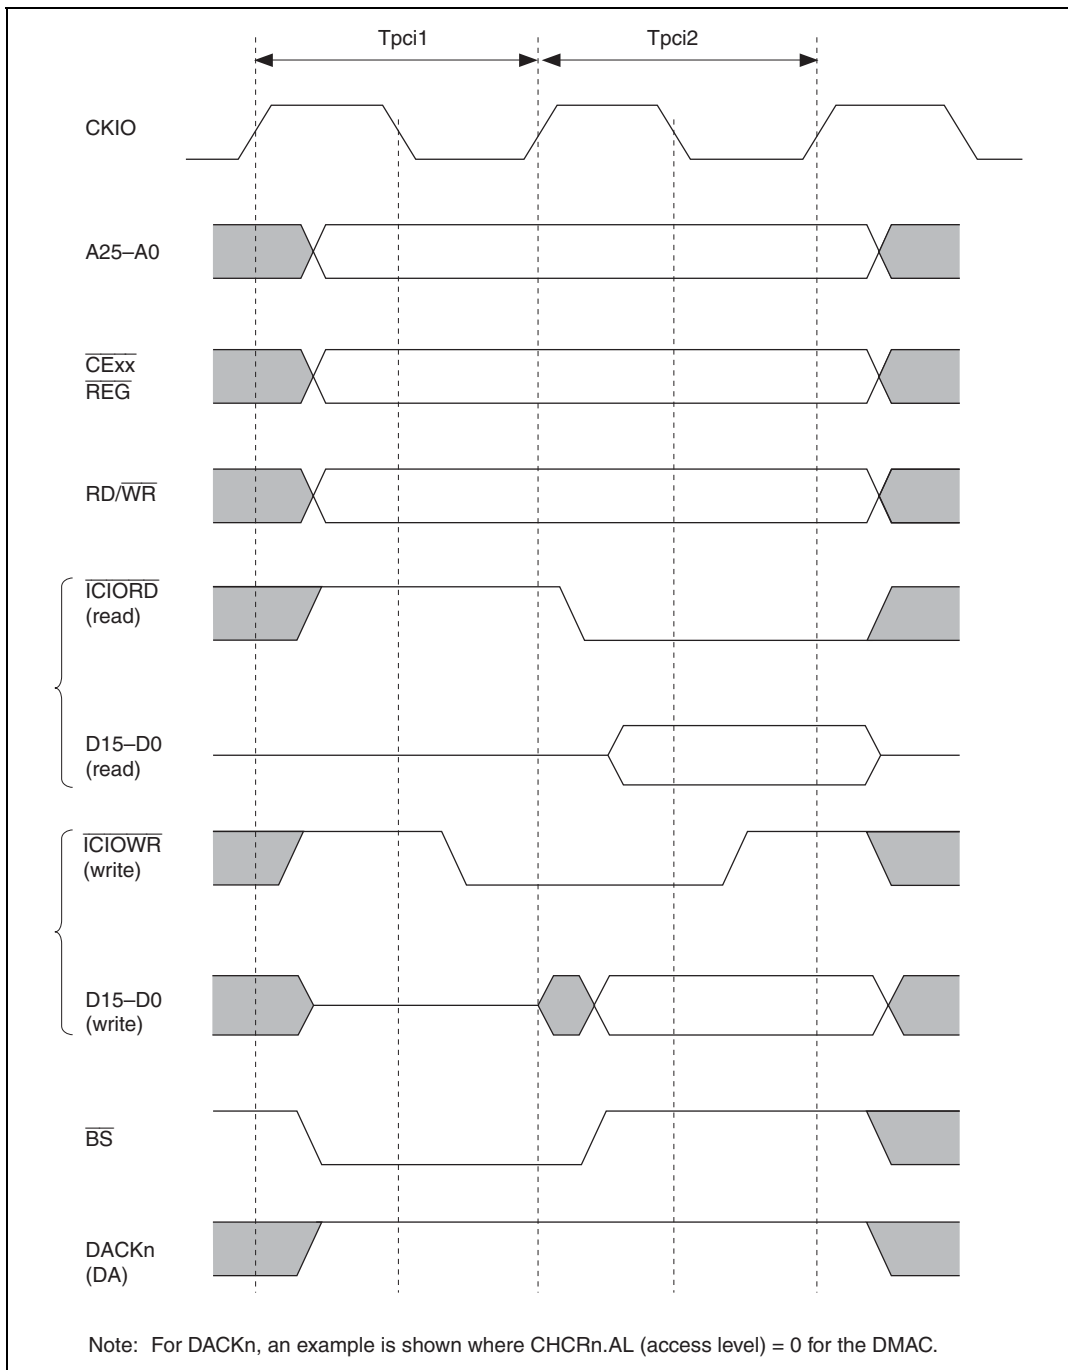 Tpci1 Tpci2
CKIO
A25–A0
CExx
REG
RD/WR
ICIORD
(read)
D15–D0
(read)
ICIOWR
(write)
D15–D0
(write)
BS
DACKn
(DA)
Note: For DACKn, an example is shown where CHCRn.AL (access level) = 0 for the DMAC.